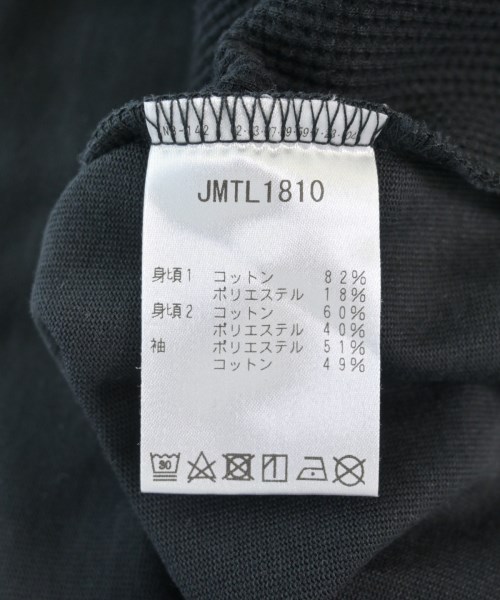 JMTL1810
身頃1 コットン 82%
ポリエステル 18%
身頃2 コットン 60%
ポリエステル 40%
袖 ポリエステル 51%
コットン 49%
30